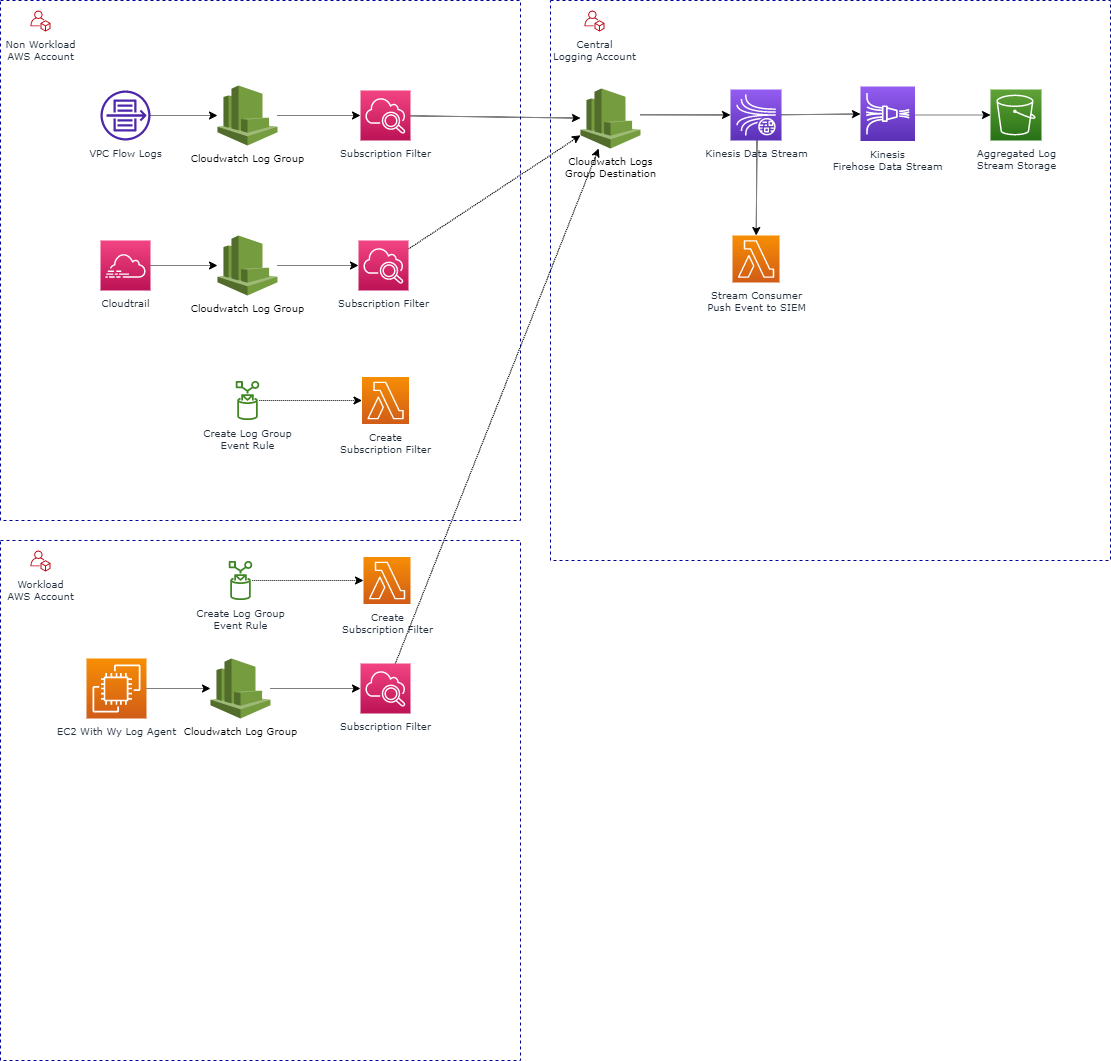 Non Workload
AWS Account
VPC Flow Logs
Cloudwatch Log Group
Subscription Filter
Cloudtrail
Cloudwatch Log Group
Subscription Filter
Create Log Group
Event Rule
Create
Subscription Filter
Central
Logging Account
Cloudwatch Logs
Group Destination
Kinesis Data Stream
Kinesis
Firehose Data Stream
Aggregated Log
Stream Storage
Stream Consumer
Push Event to SIEM
Workload
AWS Account
Create Log Group
Event Rule
Create
Subscription Filter
EC2 With Wy Log Agent
Cloudwatch Log Group
Subscription Filter